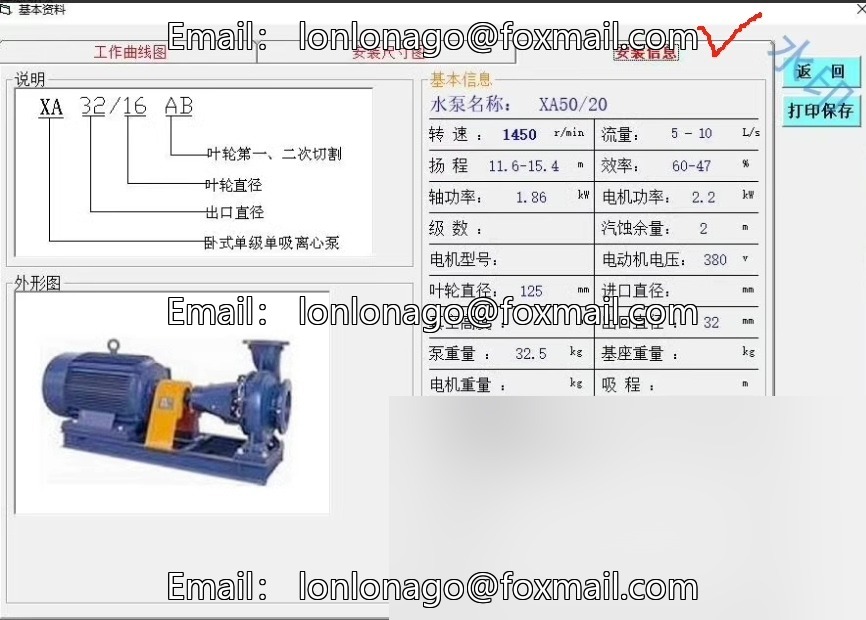 基本资料
Email： lonlonago@foxmail.com
工作曲线图
安装尺寸图
安装信息
水印
返 回
打印保存
说明
XA 32/16 AB
叶轮第一、二次切割
叶轮直径
出口直径
卧式单级单吸离心泵
外形图
基本信息
水泵名称： XA50/20
转 速： 1450 r/min 流量： 5 - 10 L/s
扬 程 11.6-15.4 m 效率： 60-47 %
轴功率： 1.86 kW 电机功率： 2.2 kW
级 数： 汽蚀余量： 2 m
电机型号： 电动机电压： 380 v
叶轮直径： 125 mm 进口直径： mm
Email： lonlonago@foxmail.com
32 mm
泵重量： 32.5 kg 基座重量： kg
电机重量： kg 吸 程： m
Email： lonlonago@foxmail.com